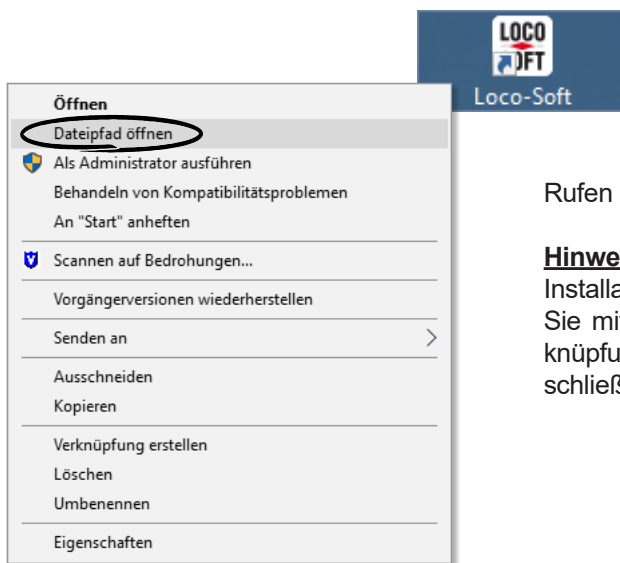 LOCO
SOFT
Loco-Soft
Öffnen
Dateipfad öffnen
Als Administrator ausführen
Behandeln von Kompatibilitätsproblemen
An "Start" anheften
Scannen auf Bedrohungen...
Vorgängerversionen wiederherstellen
Senden an
Ausschneiden
Kopieren
Verknüpfung erstellen
Löschen
Umbenennen
Eigenschaften
Rufen
Hinwe
Installa
Sie mi
knüpfu
schließ